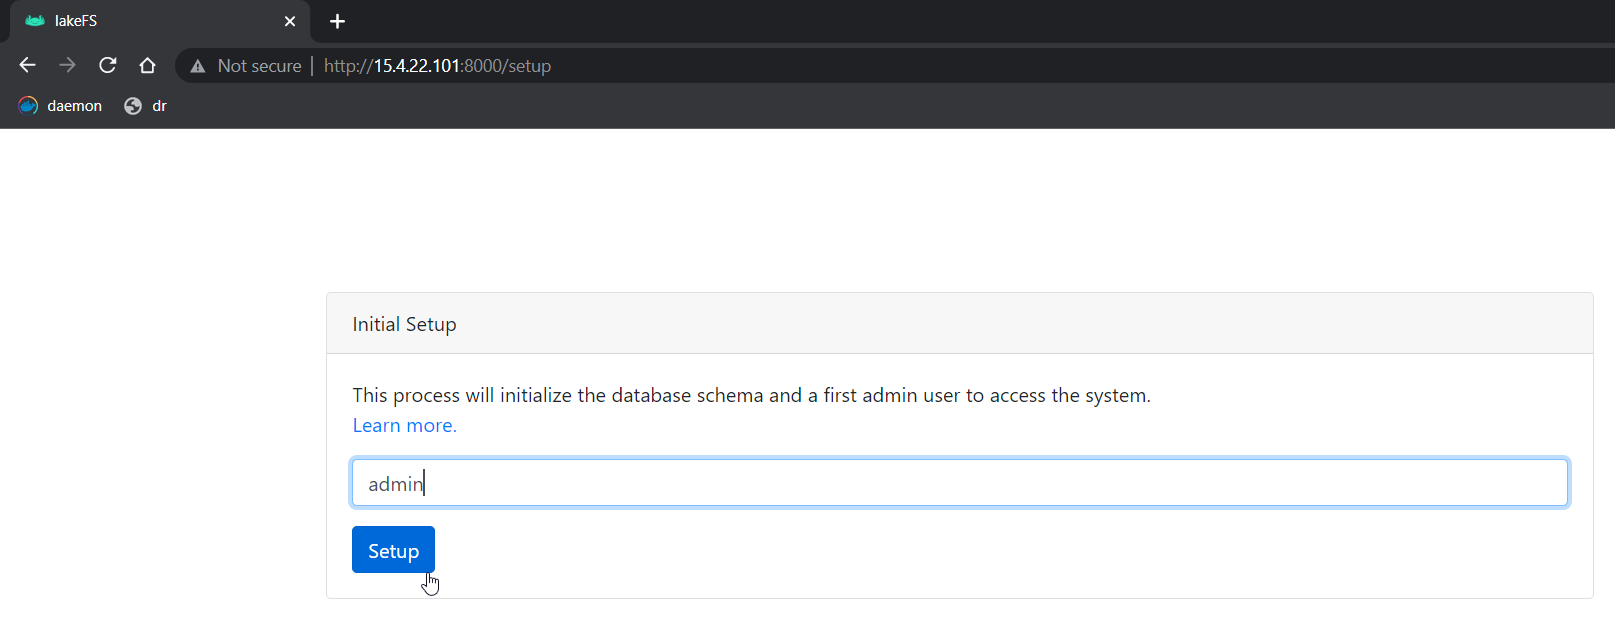 lakeFS
Not secure | http://15.4.22.101:8000/setup
daemon dr
Initial Setup
This process will initialize the database schema and a first admin user to access the system.
Learn more.
admin
Setup